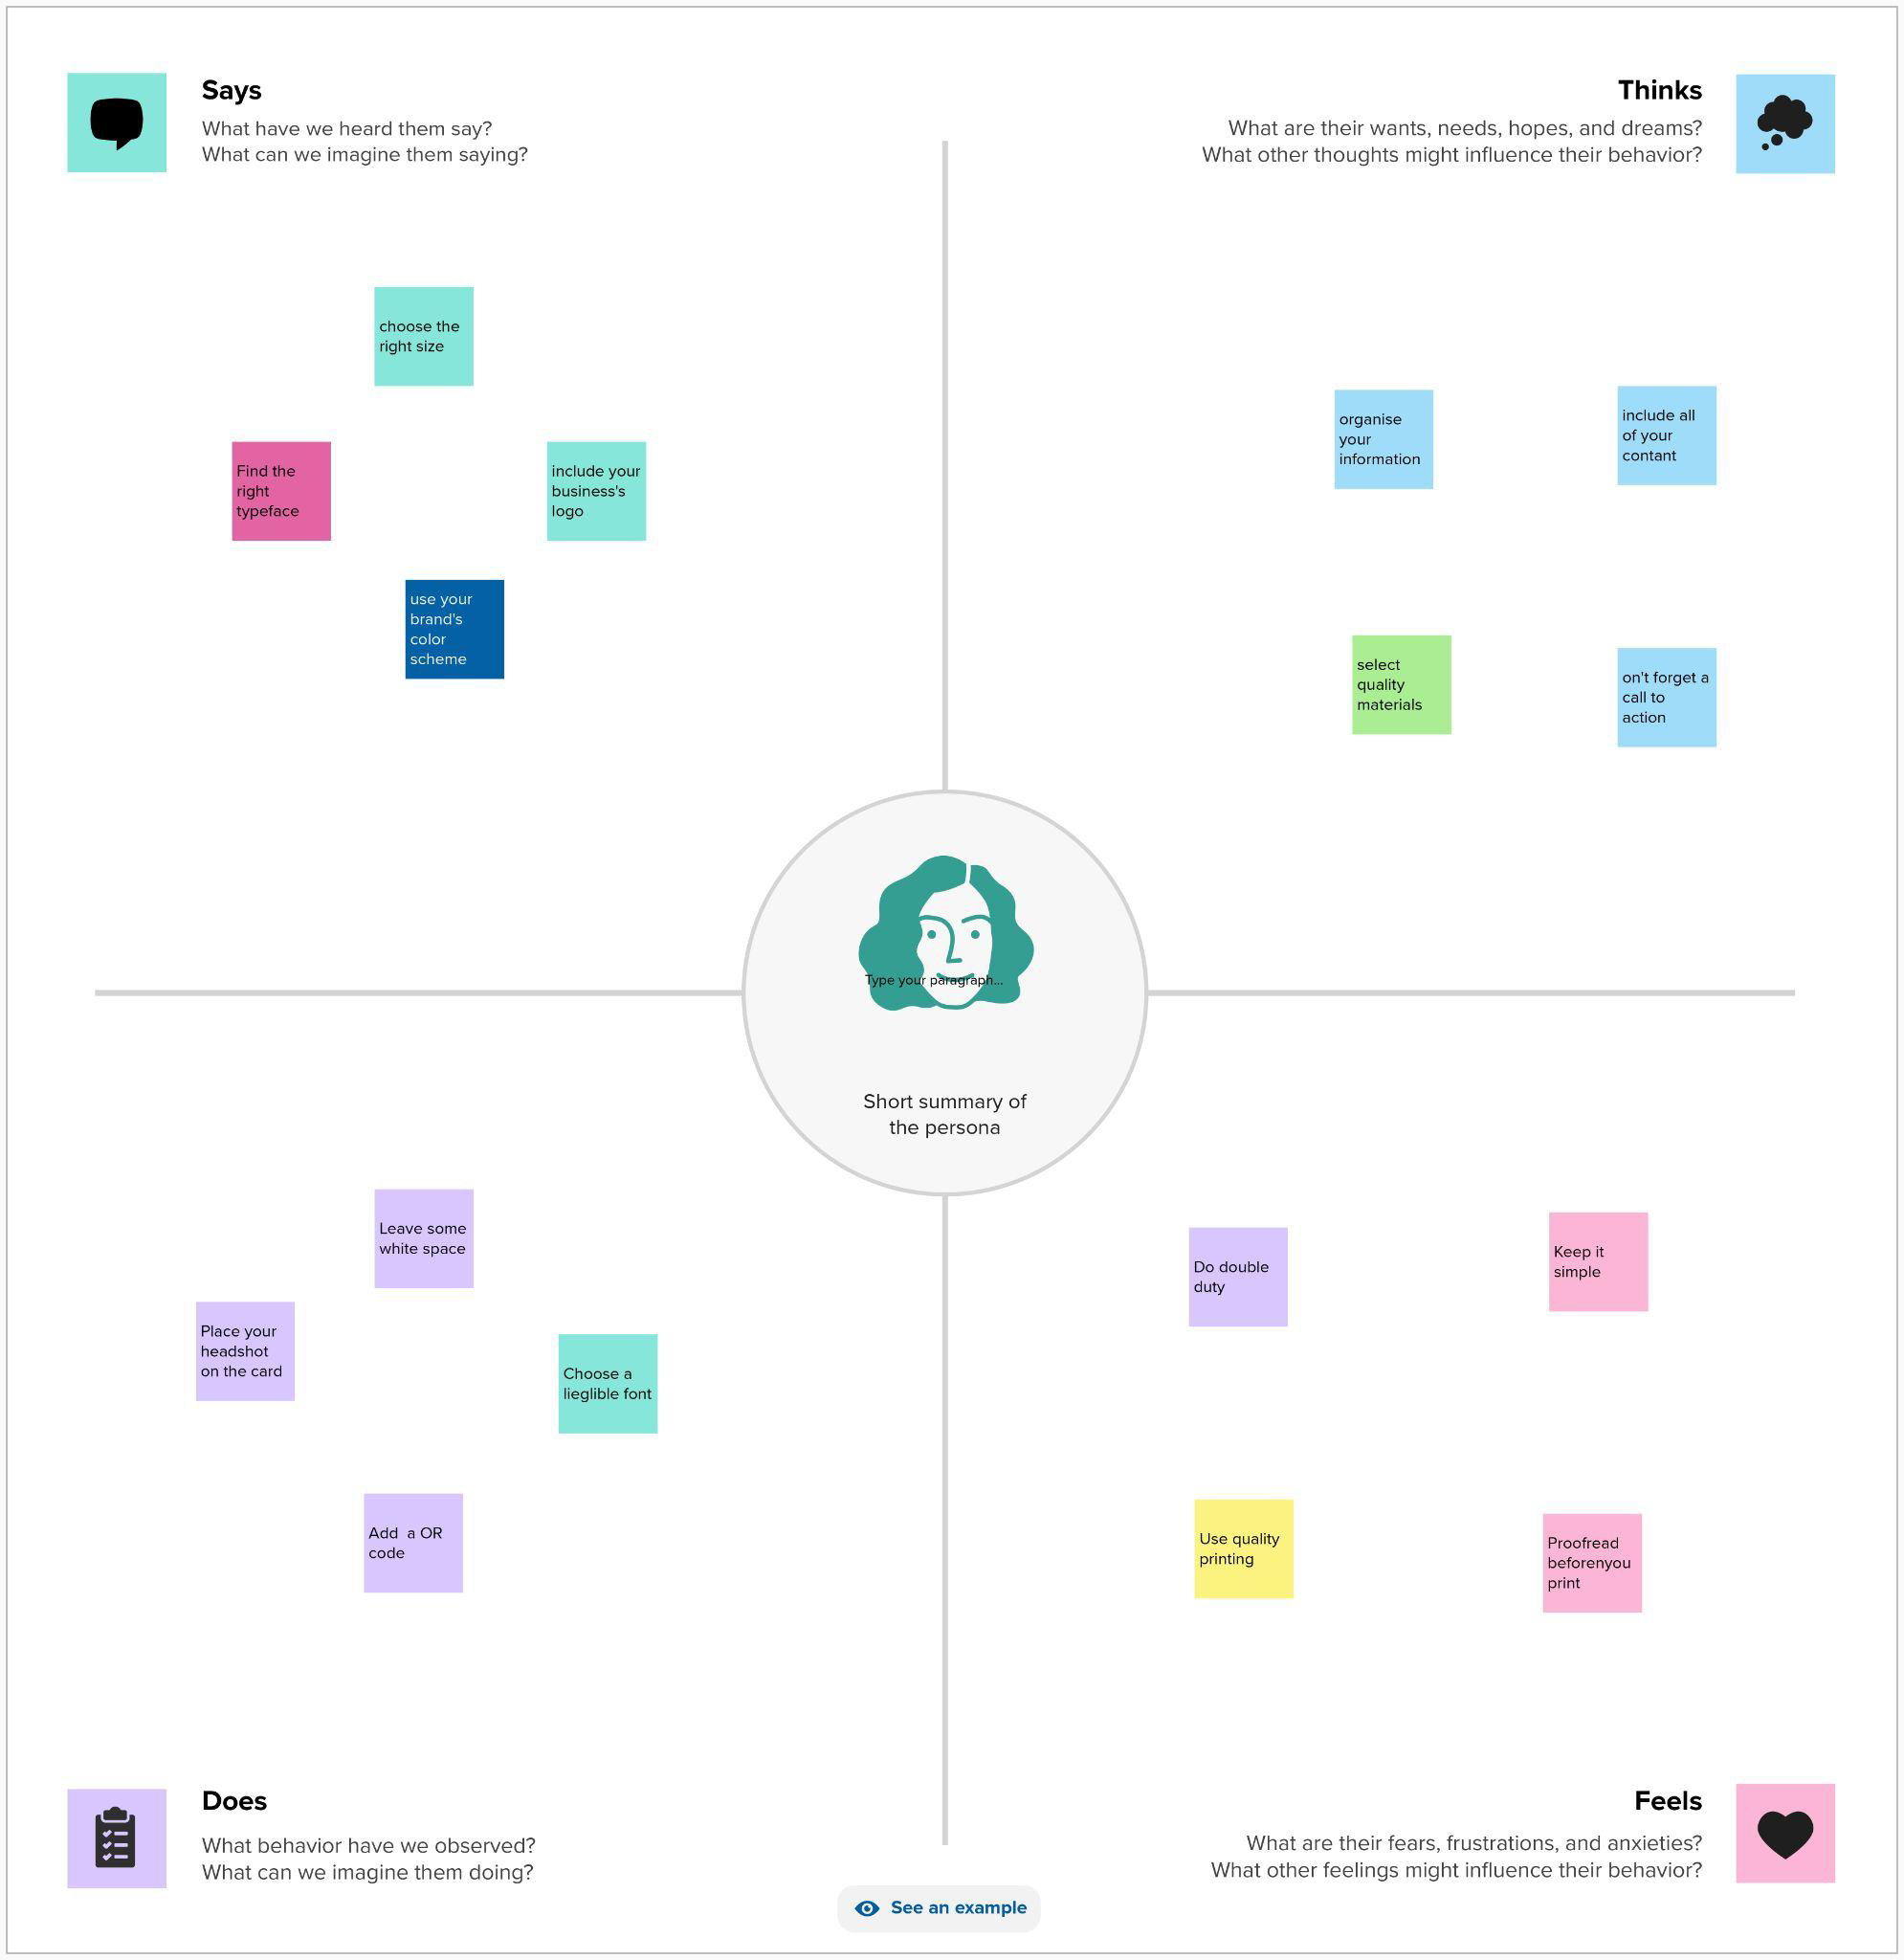 Says
What have we heard them say?
What can we imagine them saying?
Thinks
What are their wants, needs, hopes, and dreams?
What other thoughts might influence their behavior?
choose the
right size
Find the
right
typeface
include your
business's
logo
use your
brand's
color
scheme
organise
your
information
include all
of your
contant
select
quality
materials
on't forget a
call to
action
Type your paragraph...
Short summary of
the persona
Leave some
white space
Place your
headshot
on the card
Choose a
lieglible font
Add  a OR
code
Do double
duty
Keep it
simple
Use quality
printing
Proofread
beforenyou
print
Does
What behavior have we observed?
What can we imagine them doing?
Feels
What are their fears, frustrations, and anxieties?
What other feelings might influence their behavior?
See an example